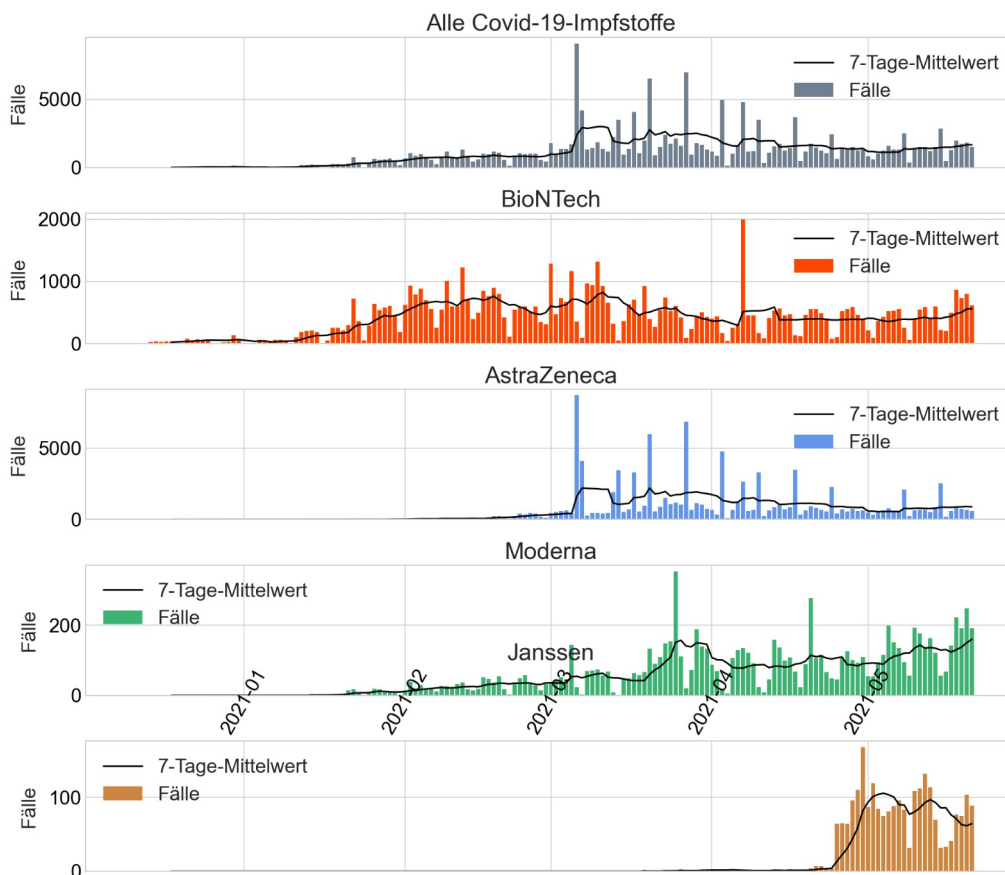 Alle Covid-19-Impfstoffe
Fälle
5000
0
7-Tage-Mittelwert
Fälle
BioNTech
2000
1000
0
7-Tage-Mittelwert
Fälle
AstraZeneca
Fälle
5000
0
7-Tage-Mittelwert
Fälle
Moderna
Fälle
200
0
7-Tage-Mittelwert
Fälle
Janssen
2021-01
2021-02
2021-03
2021-04
2021-05
Fälle
100
0
7-Tage-Mittelwert
Fälle